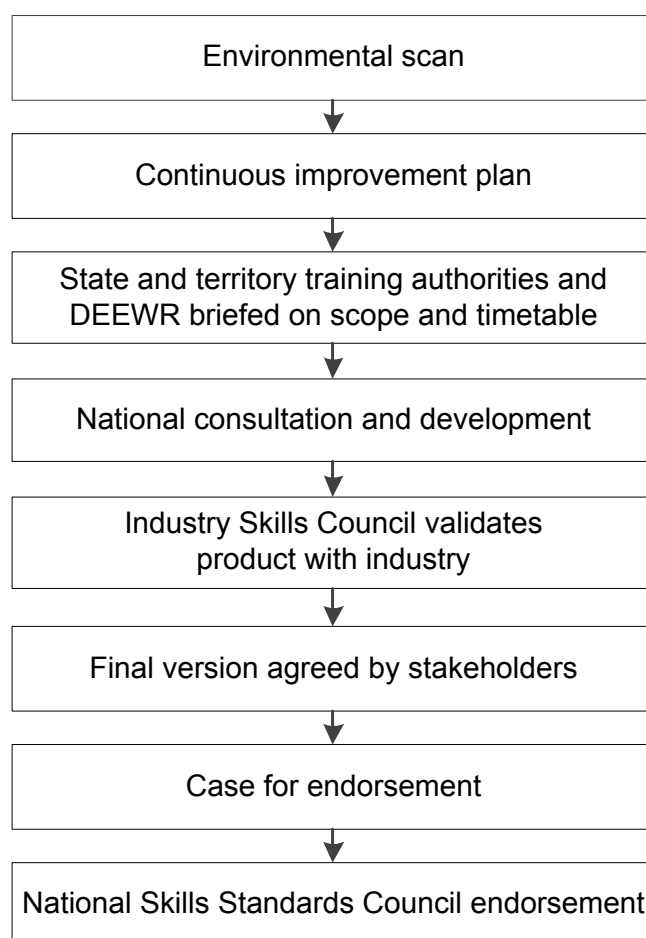 Environmental scan
Continuous improvement plan
State and territory training authorities and
DEEWR briefed on scope and timetable
National consultation and development
Industry Skills Council validates
product with industry
Final version agreed by stakeholders
Case for endorsement
National Skills Standards Council endorsement